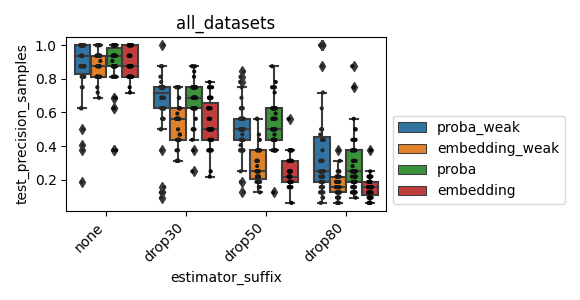 all_datasets
test_precision_samples
1.0
0.8
0.6
0.4
0.2
none
drop30
drop50
drop80
estimator_suffix
proba_weak
embedding_weak
proba
embedding